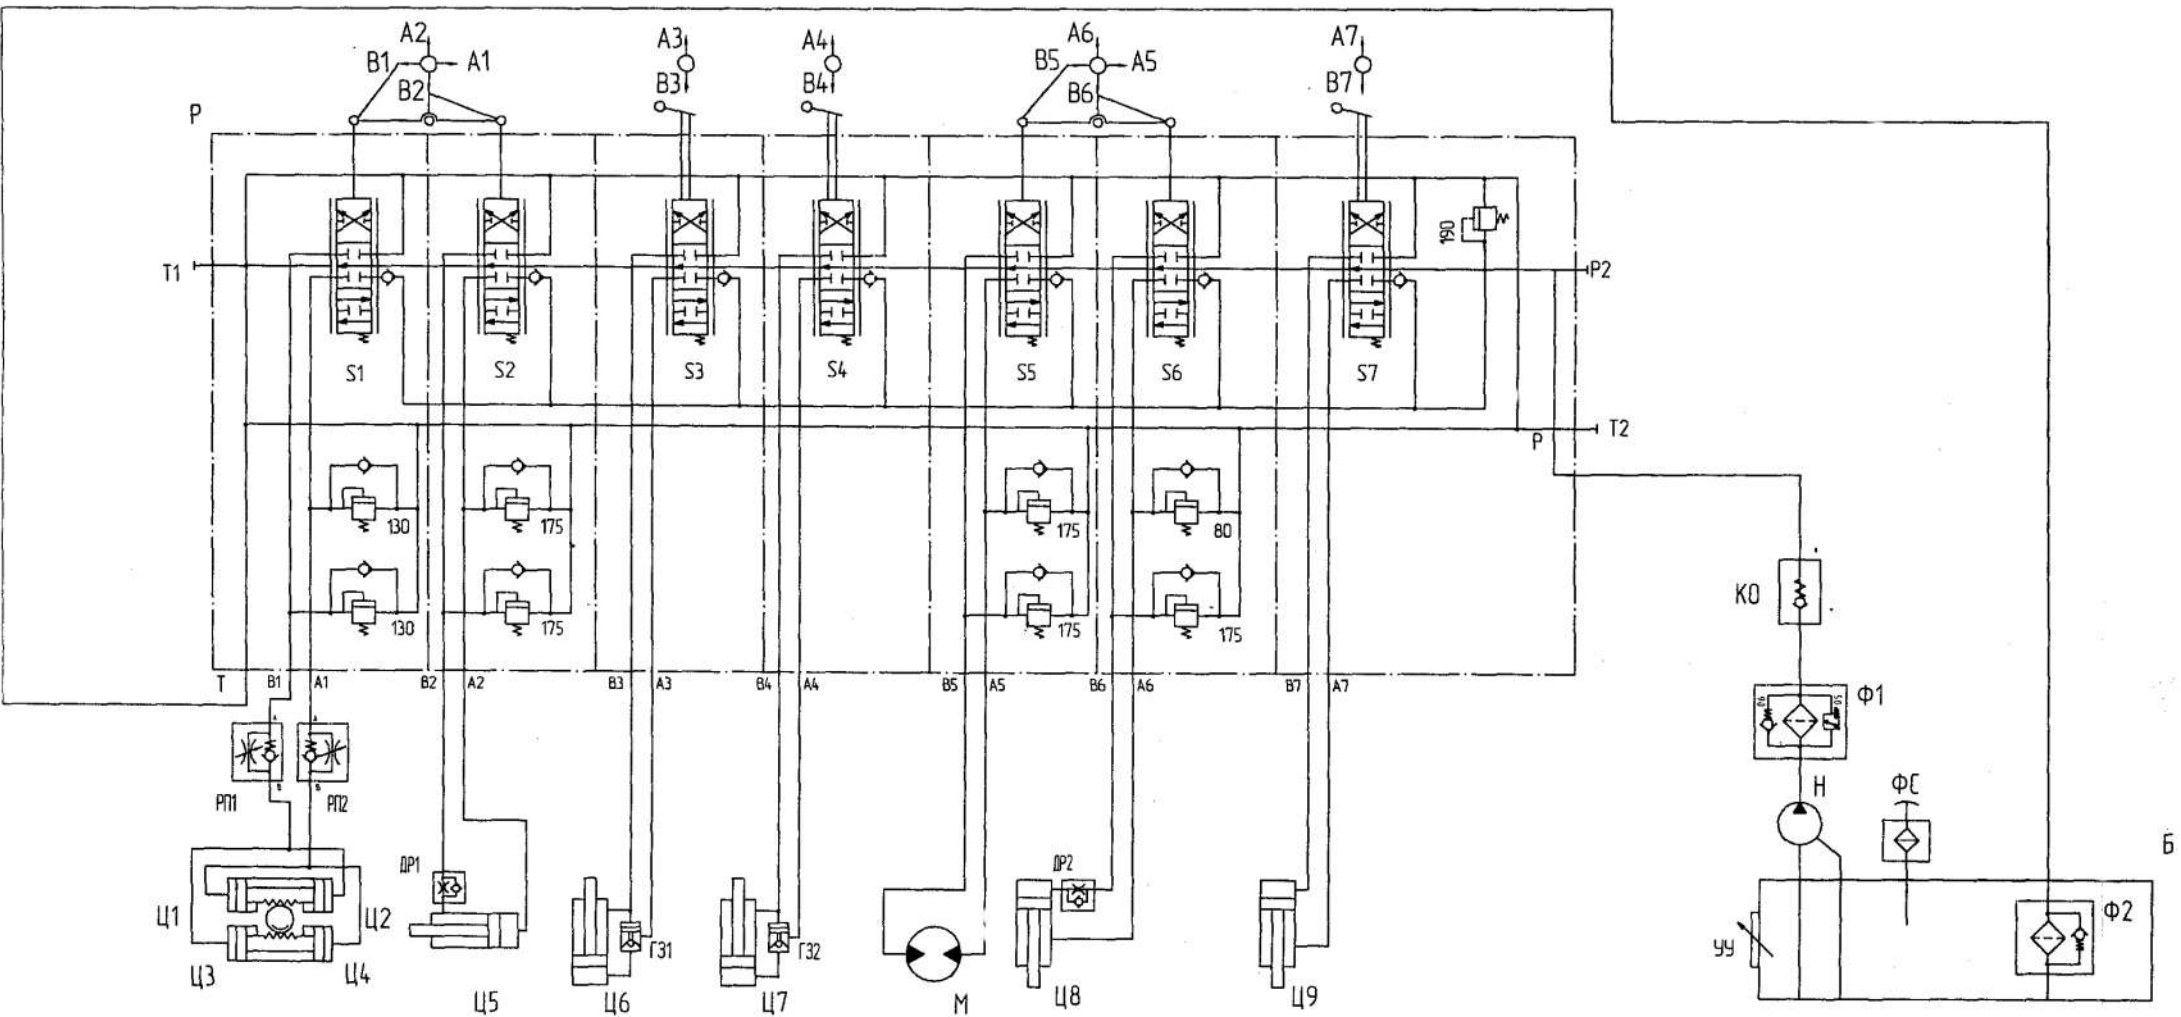 A2
B1
A1
B2
A3
B3
A4
B4
A6
B5
A5
B6
A7
B7
P
190
T1
P2
S1
S2
S3
S4
S5
S6
S7
T2
P
130
175
175
80
130
175
175
175
КО
T
B1
A1
B2
A2
B3
A3
B4
A4
B5
A5
B6
A6
B7
A7
Ф1
РП1
РП2
Н
ФС
Б
ДР1
ДР2
Ц1
Ц2
Ф2
ГЗ1
ГЗ2
УУ
Ц3
Ц4
Ц5
Ц6
Ц7
М
Ц8
Ц9